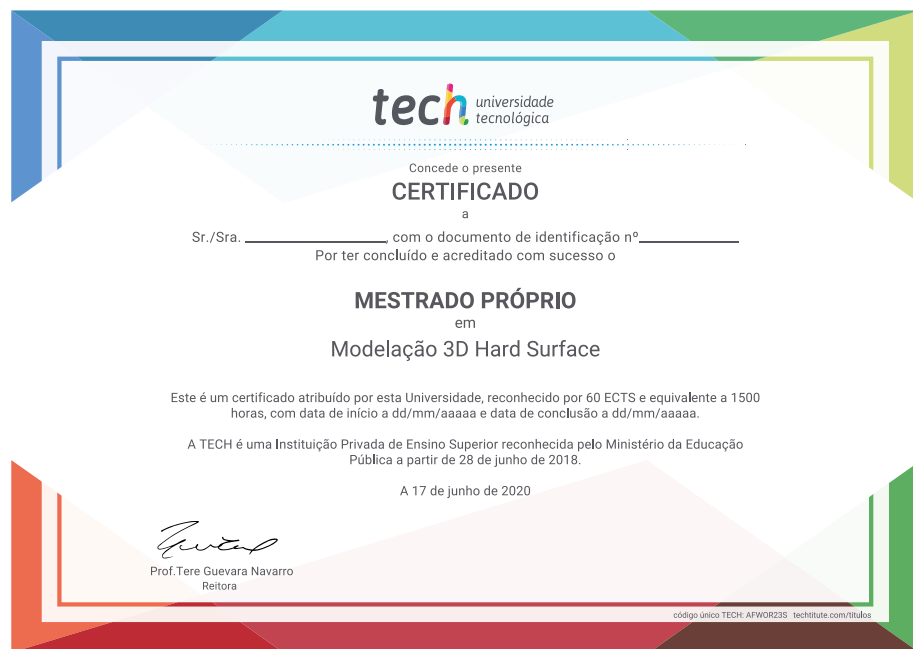 tech universidade
tecnológica
Concede o presente
CERTIFICADO
a
Sr./Sra. ____________, com o documento de identificação nº____________
Por ter concluído e acreditado com sucesso o
MESTRADO PRÓPRIO
em
Modelação 3D Hard Surface
Este é um certificado atribuído por esta Universidade, reconhecido por 60 ECTS e equivalente a 1500
horas, com data de início a dd/mm/aaaaa e data de conclusão a dd/mm/aaaaa.
A TECH é uma Instituição Privada de Ensino Superior reconhecida pelo Ministério da Educação
Pública a partir de 28 de junho de 2018.
A 17 de junho de 2020
Prof.Tere Guevara Navarro
Reitora
código único TECH: AFWOR23S techtitute.com/titulos